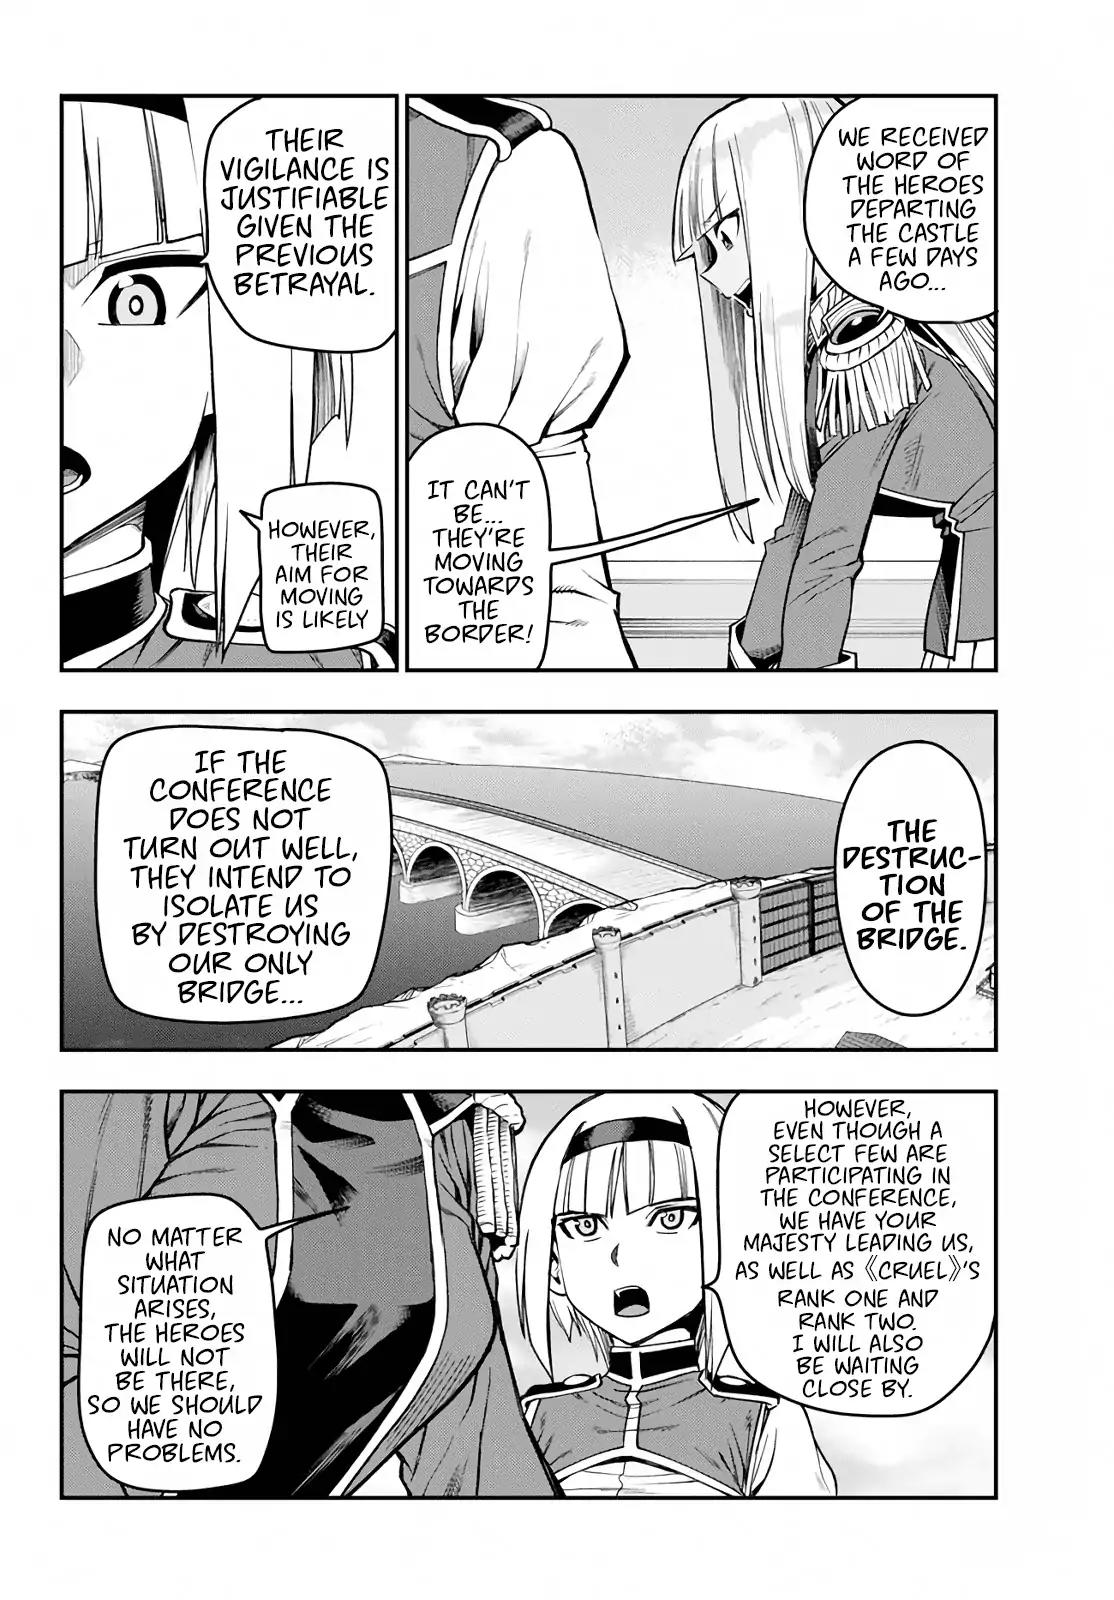 WE RECEIVED
WORD OF
THE HEROES
DEPARTING
THE CASTLE
A FEW DAYS
AGO...
IT CAN'T
BE...
THEY'RE
MOVING
TOWARDS
THE
BORDER!
THEIR
VIGILANCE IS
JUSTIFIABLE
GIVEN THE
PREVIOUS
BETRAYAL.
HOWEVER,
THEIR
AIM FOR
MOVING
IS LIKELY
THE
DESTRUC-
TION
OF THE
BRIDGE.
IF THE
CONFERENCE
DOES NOT
TURN OUT WELL,
THEY INTEND TO
ISOLATE US
BY DESTROYING
OUR ONLY
BRIDGE...
HOWEVER,
EVEN THOUGH A
SELECT FEW ARE
PARTICIPATING IN
THE CONFERENCE,
WE HAVE YOUR
MAJESTY LEADING US,
AS WELL AS 《CRUEL》'S
RANK ONE AND
RANK TWO.
I WILL ALSO
BE WAITING
CLOSE BY.
NO MATTER
WHAT
SITUATION
ARISES,
THE HEROES
WILL NOT
BE THERE,
SO WE SHOULD
HAVE NO
PROBLEMS.